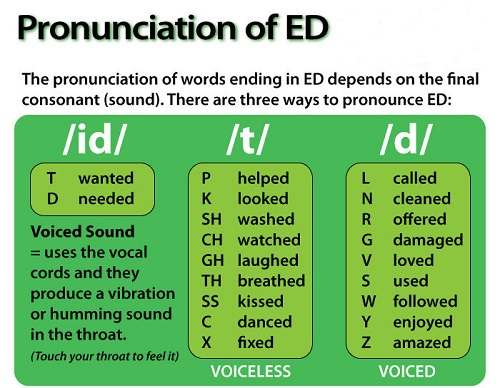 Pronunciation of ED
The pronunciation of words ending in ED depends on the final
consonant (sound). There are three ways to pronounce ED:
/id/
T wanted
D needed
Voiced Sound
= uses the vocal
cords and they
produce a vibration
or humming sound
in the throat.
(Touch your throat to feel it)
/t/
P helped
K looked
SH washed
CH watched
GH laughed
TH breathed
SS kissed
C danced
X fixed
VOICELESS
/d/
L called
N cleaned
R offered
G damaged
V loved
S used
W followed
Y enjoyed
Z amazed
VOICED